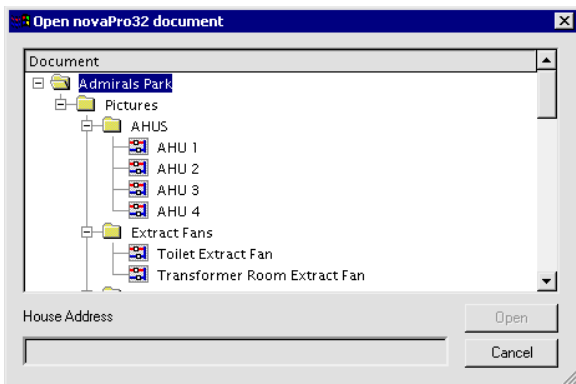 Open novaPro32 document
Document
Admirals Park
Pictures
AHUS
AHU 1
AHU 2
AHU 3
AHU 4
Extract Fans
Toilet Extract Fan
Transformer Room Extract Fan
House Address
Open
Cancel